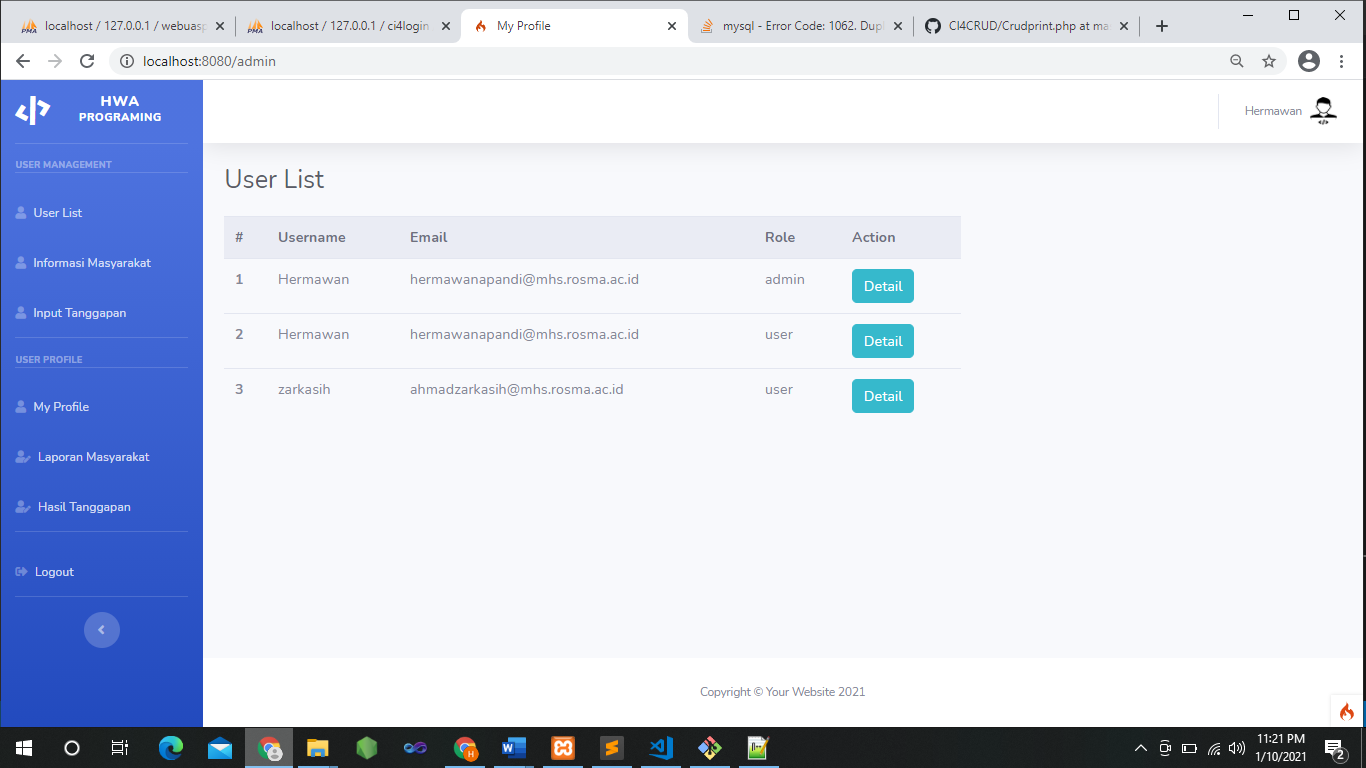 localhost / 127.0.0.1 / webuasp
localhost / 127.0.0.1 / ci4login
My Profile
mysql - Error Code: 1062. Dup
CI4CRUD/Crudprint.php at ma
localhost:8080/admin
HWA
PROGRAMING
Hermawan
USER MANAGEMENT
User List
Informasi Masyarakat
Input Tanggapan
USER PROFILE
My Profile
Laporan Masyarakat
Hasil Tanggapan
Logout
User List
# Username Email Role Action
1 Hermawan hermawanapandi@mhs.rosma.ac.id admin Detail
2 Hermawan hermawanapandi@mhs.rosma.ac.id user Detail
3 zarkasih ahmadzarkasih@mhs.rosma.ac.id user Detail
Copyright © Your Website 2021
11:21 PM
1/10/2021
2